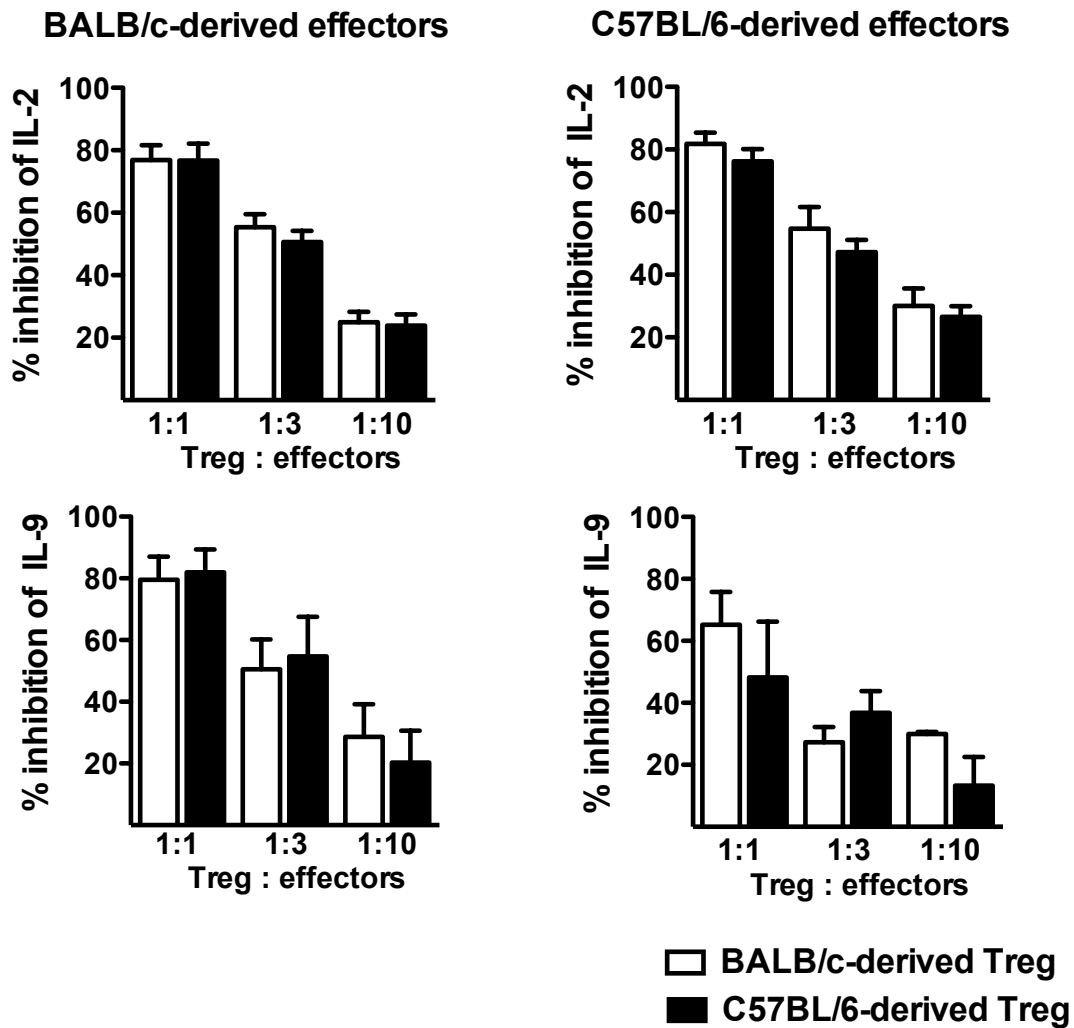 BALB/c-derived effectors
C57BL/6-derived effectors
% inhibition of IL-2
100
80
60
40
20
1:1 1:3 1:10
Treg : effectors
% inhibition of IL-2
100
80
60
40
20
1:1 1:3 1:10
Treg : effectors
% inhibition of IL-9
100
80
60
40
20
1:1 1:3 1:10
Treg : effectors
% inhibition of IL-9
100
80
60
40
20
1:1 1:3 1:10
Treg : effectors
BALB/c-derived Treg
C57BL/6-derived Treg